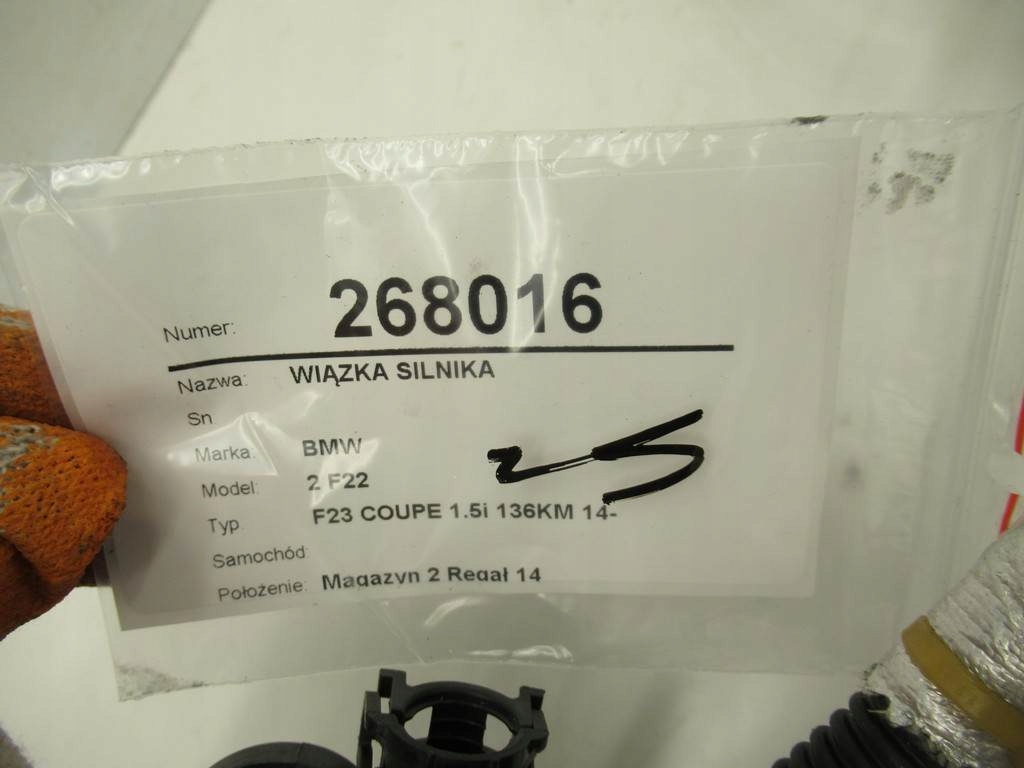 Numer: 268016
Nazwa: WIĄZKA SILNIKA
Sn
Marka: BMW
Model: 2 F22
Typ F23 COUPE 1.5i 136KM 14-
Samochód:
Położenie: Magazyn 2 Regał 14